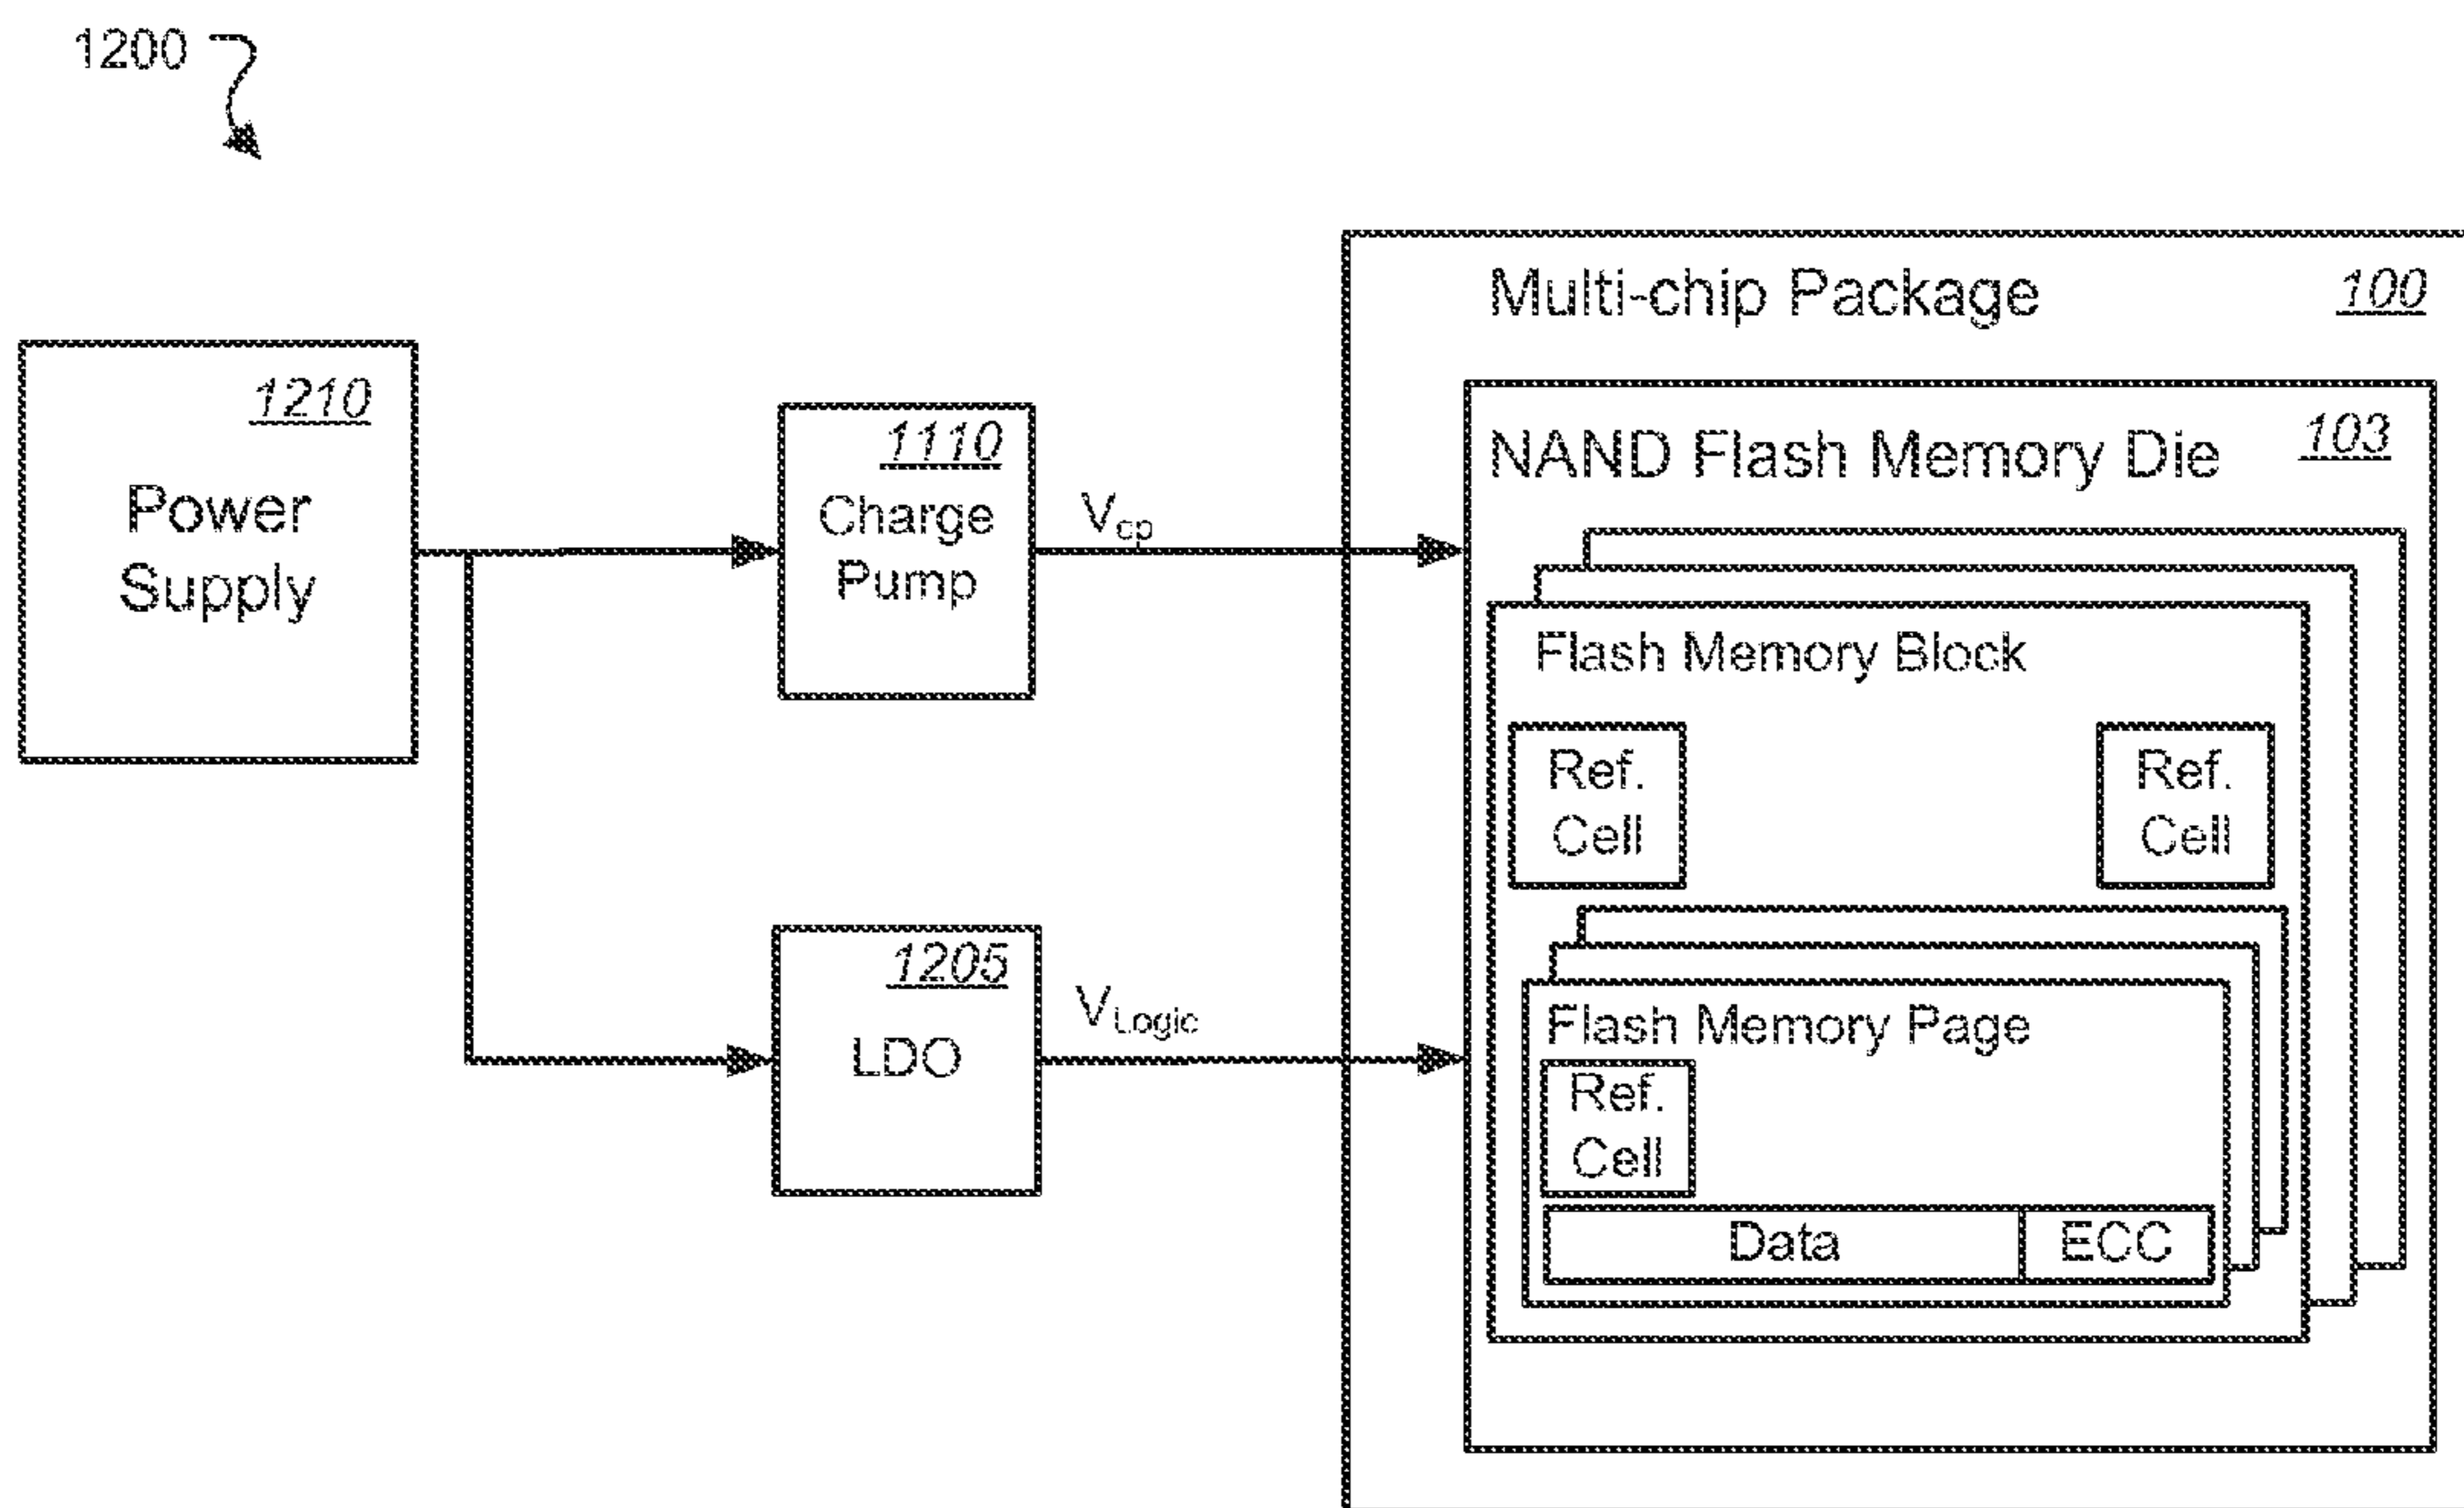 1200
Multi-chip Package 100
1210
Power
Supply
1110
Charge
Pump
Vcp
NAND Flash Memory Die 103
Flash Memory Block
Ref.
Cell
Ref.
Cell
1205
LDO
VLogic
Flash Memory Page
Ref.
Cell
Data
ECC